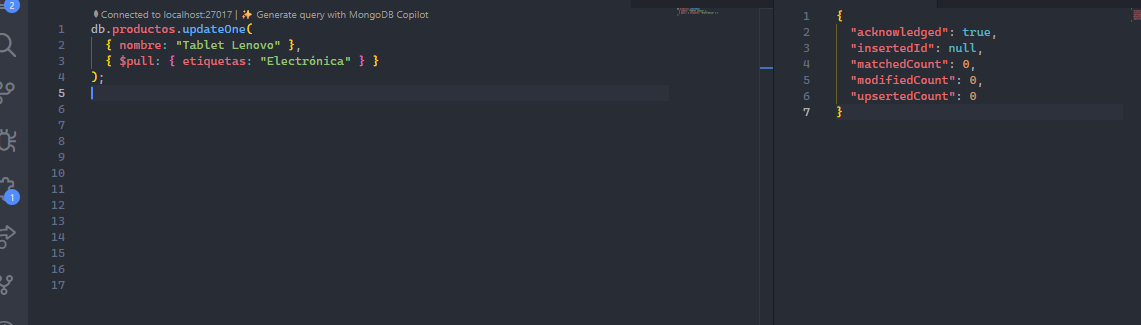 2
Connected to localhost:27017 | ✨ Generate query with MongoDB Copilot
1 db.productos.updateOne(
2 { nombre: "Tablet Lenovo" },
3 { $pull: { etiquetas: "Electrónica" } }
4 );
5
6
7
8
9
10
11
12
13
14
15
16
17
1
1 {
2 "acknowledged": true,
3 "insertedId": null,
4 "matchedCount": 0,
5 "modifiedCount": 0,
6 "upsertedCount": 0
7 }